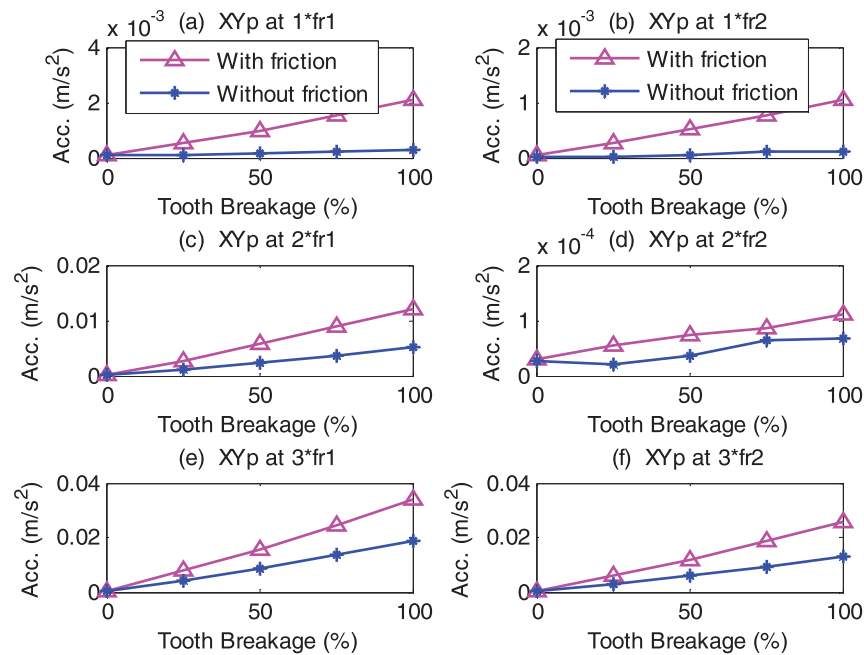 (a) XYp at 1*fr1
x 10-3
4
2
0
Acc. (m/s2)
With friction
Without friction
0 50 100
Tooth Breakage (%)
(b) XYp at 1*fr2
x 10-3
2
1
0
Acc. (m/s2)
With friction
Without friction
0 50 100
Tooth Breakage (%)
(c) XYp at 2*fr1
0.02
0.01
0
Acc. (m/s2)
0 50 100
Tooth Breakage (%)
(d) XYp at 2*fr2
x 10-4
2
1
0
Acc. (m/s2)
0 50 100
Tooth Breakage (%)
(e) XYp at 3*fr1
0.04
0.02
0
Acc. (m/s2)
0 50 100
Tooth Breakage (%)
(f) XYp at 3*fr2
0.04
0.02
0
Acc. (m/s2)
0 50 100
Tooth Breakage (%)